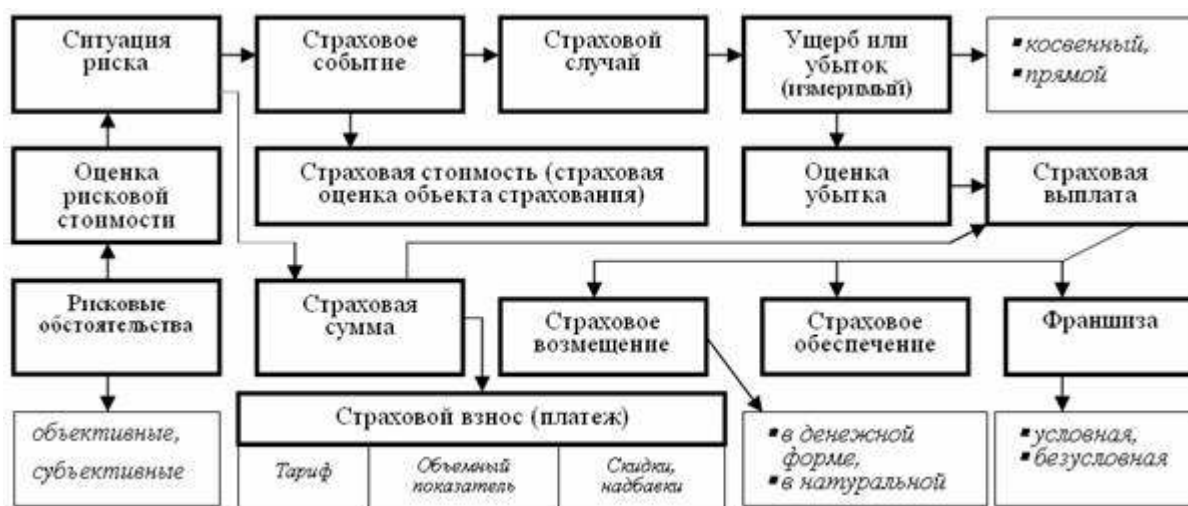 Ситуация
риска
Страховое
событие
Страховой
случай
Ущерб или
убыток
(измеримый)
▪ косвенный,
▪ прямой
Оценка
рисковой
стоимости
Страховая стоимость (страховая
оценка объекта страхования)
Оценка
убытка
Страховая
выплата
Рисковые
обстоятельства
Страховая
сумма
Страховое
возмещение
Страховое
обеспечение
Франшиза
объективные,
субъективные
Страховой взнос (платеж)
Тариф
Объемный
показатель
Скидки,
надбавки
▪ в денежной
форме,
▪ в натуральной
▪ условная,
▪ безусловная